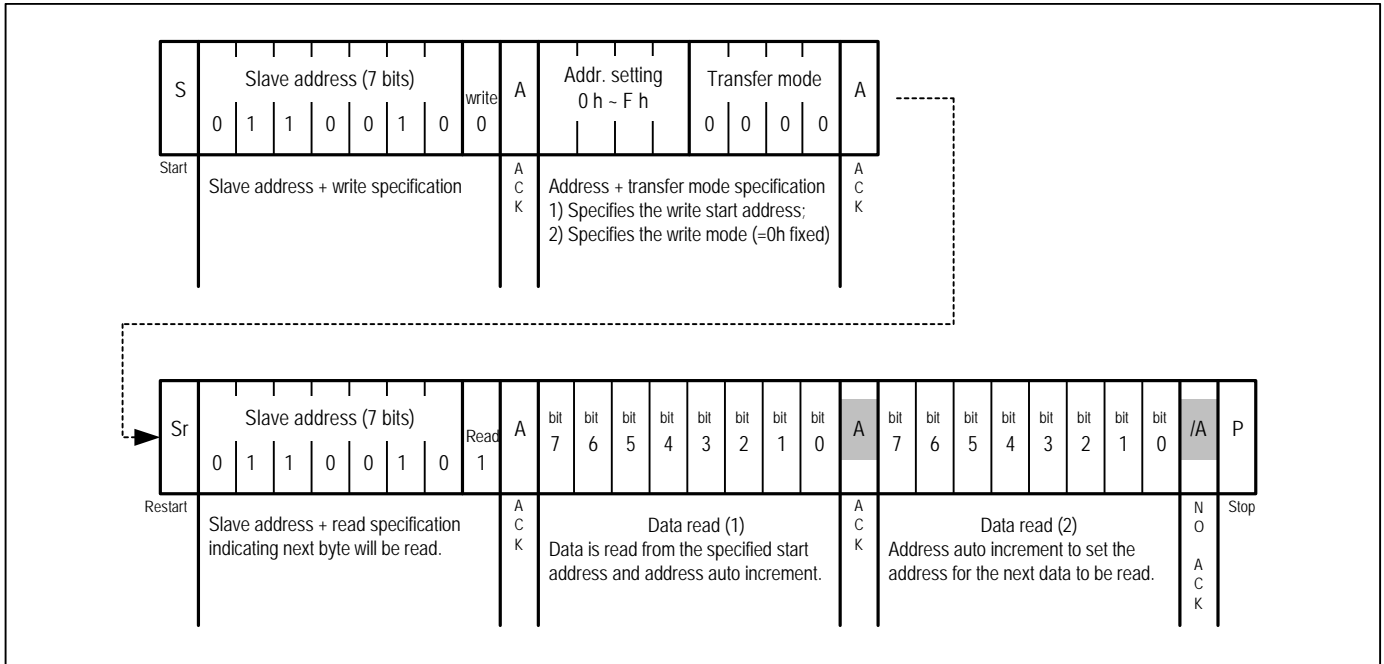 S Slave address (7 bits) write A Addr. setting Transfer mode A
0 h ~ F h
0 1 1 0 0 1 0 0 0 0 0 0
Start
Slave address + write specification
A
C
K
Address + transfer mode specification
1) Specifies the write start address;
2) Specifies the write mode (=0h fixed)
A
C
K
Sr Slave address (7 bits) Read A bit bit bit bit bit bit bit bit A bit bit bit bit bit bit bit bit /A P
0 1 1 0 0 1 0 1 7 6 5 4 3 2 1 0 7 6 5 4 3 2 1 0
Restart
Slave address + read specification
indicating next byte will be read.
A
C
K
Data read (1)
Data is read from the specified start
address and address auto increment.
A
C
K
Data read (2)
Address auto increment to set the
address for the next data to be read.
N
O
A
C
K
Stop